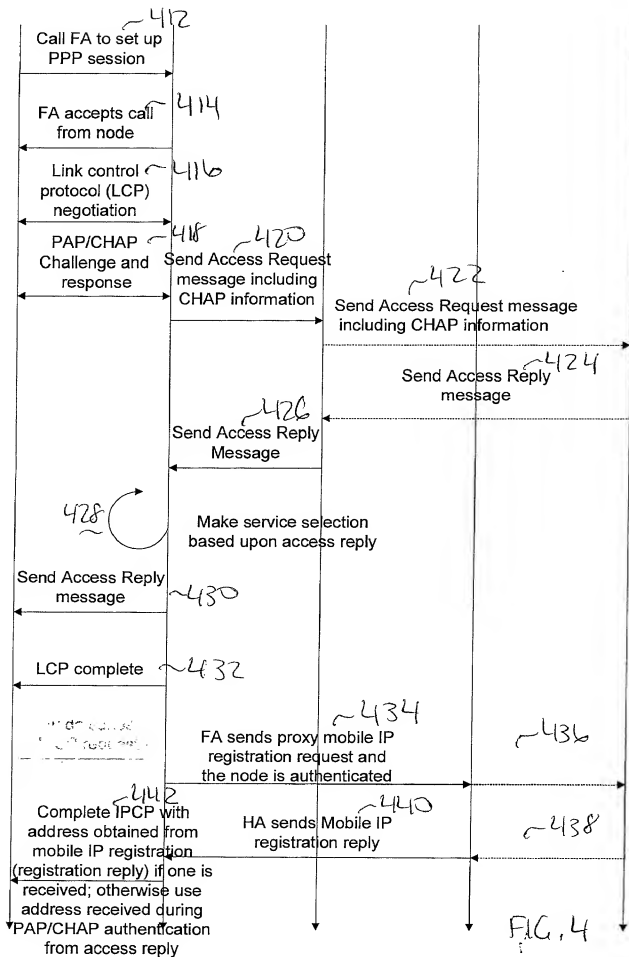 412
Call FA to set up
PPP session
414
FA accepts call
from node
416
Link control
protocol (LCP)
negotiation
418
PAP/CHAP
Challenge and
response
420
Send Access Request
message including
CHAP information
422
Send Access Request message
including CHAP information
424
Send Access Reply
message
426
Send Access Reply
Message
428
Make service selection
based upon access reply
Send Access Reply
message
430
LCP complete
432
434
FA sends proxy mobile IP
registration request and
the node is authenticated
436
442
Complete IPCP with
address obtained from
mobile IP registration
(registration reply) if one is
received; otherwise use
address received during
PAP/CHAP authentication
from access reply
440
HA sends Mobile IP
registration reply
438
FIG. 4